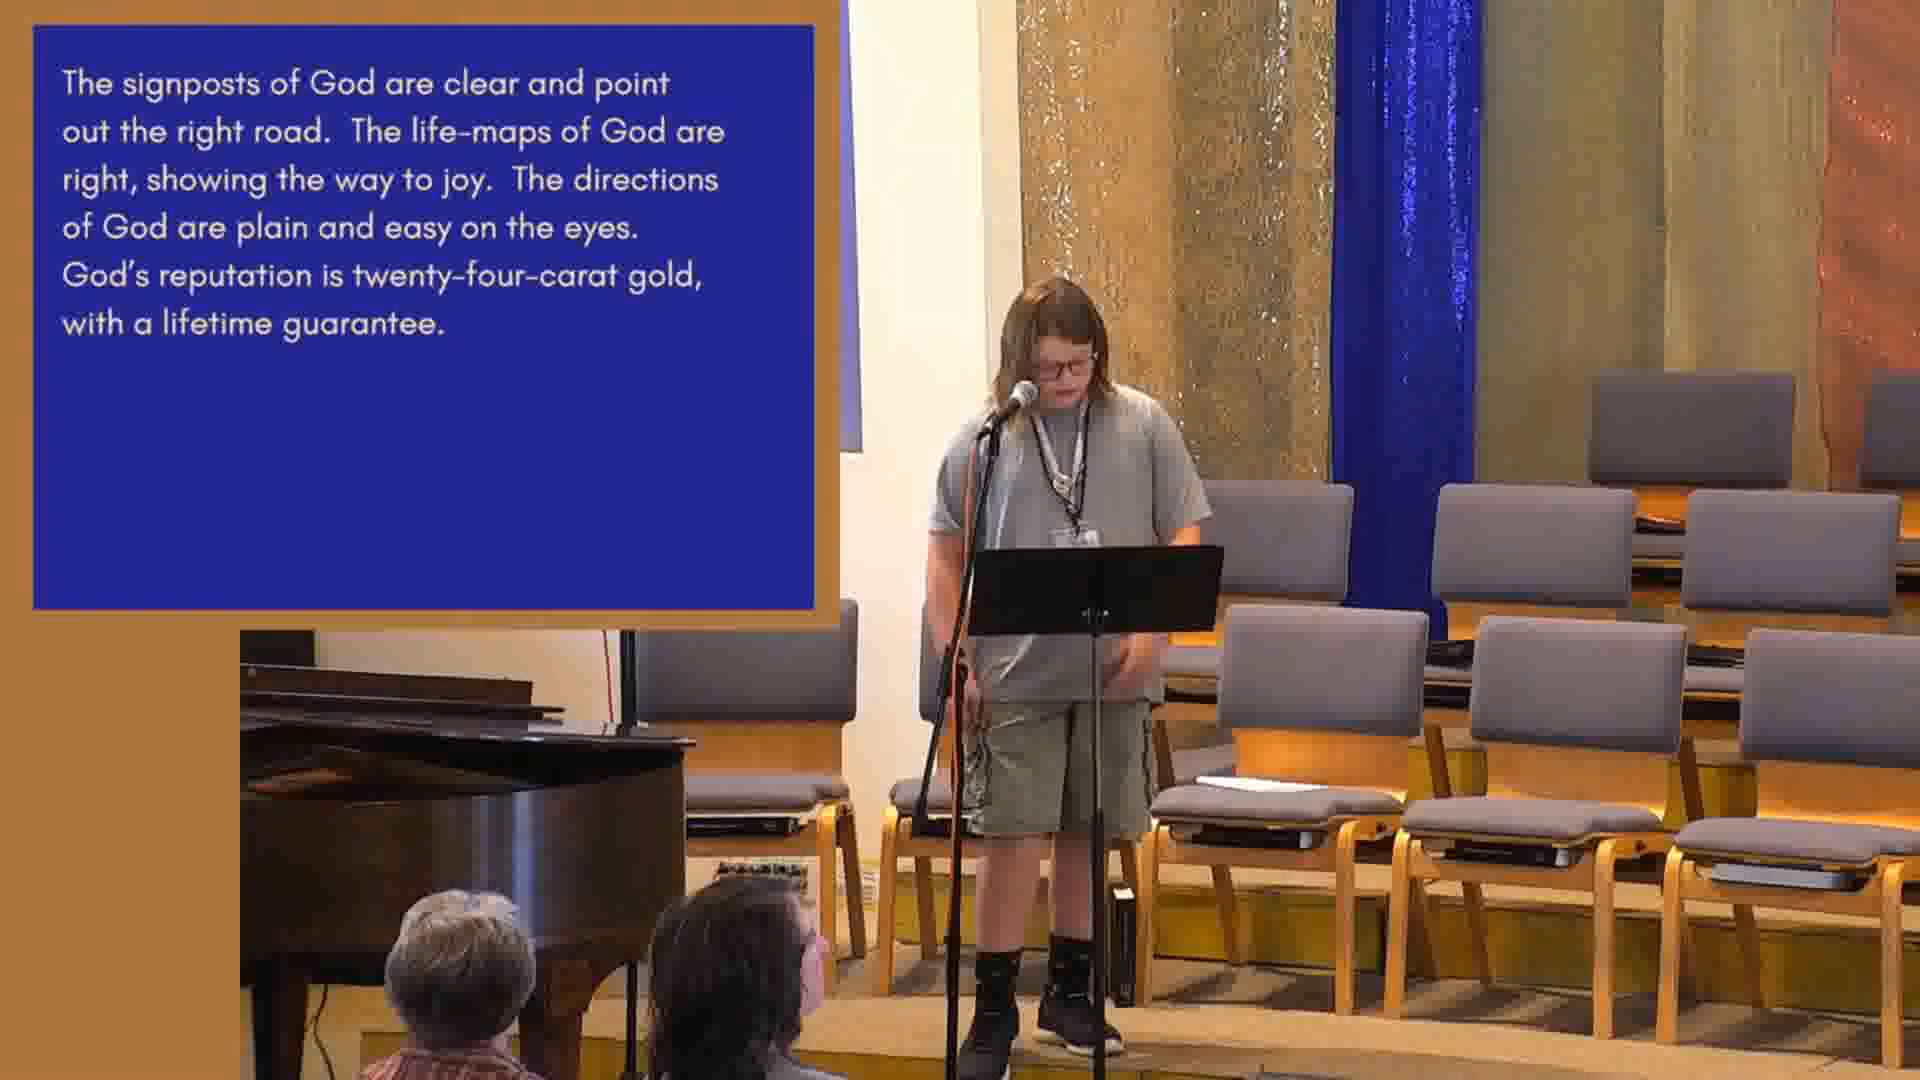 The signposts of God are clear and point
out the right road.  The life-maps of God are
right, showing the way to joy.  The directions
of God are plain and easy on the eyes.
God's reputation is twenty-four-carat gold,
with a lifetime guarantee.